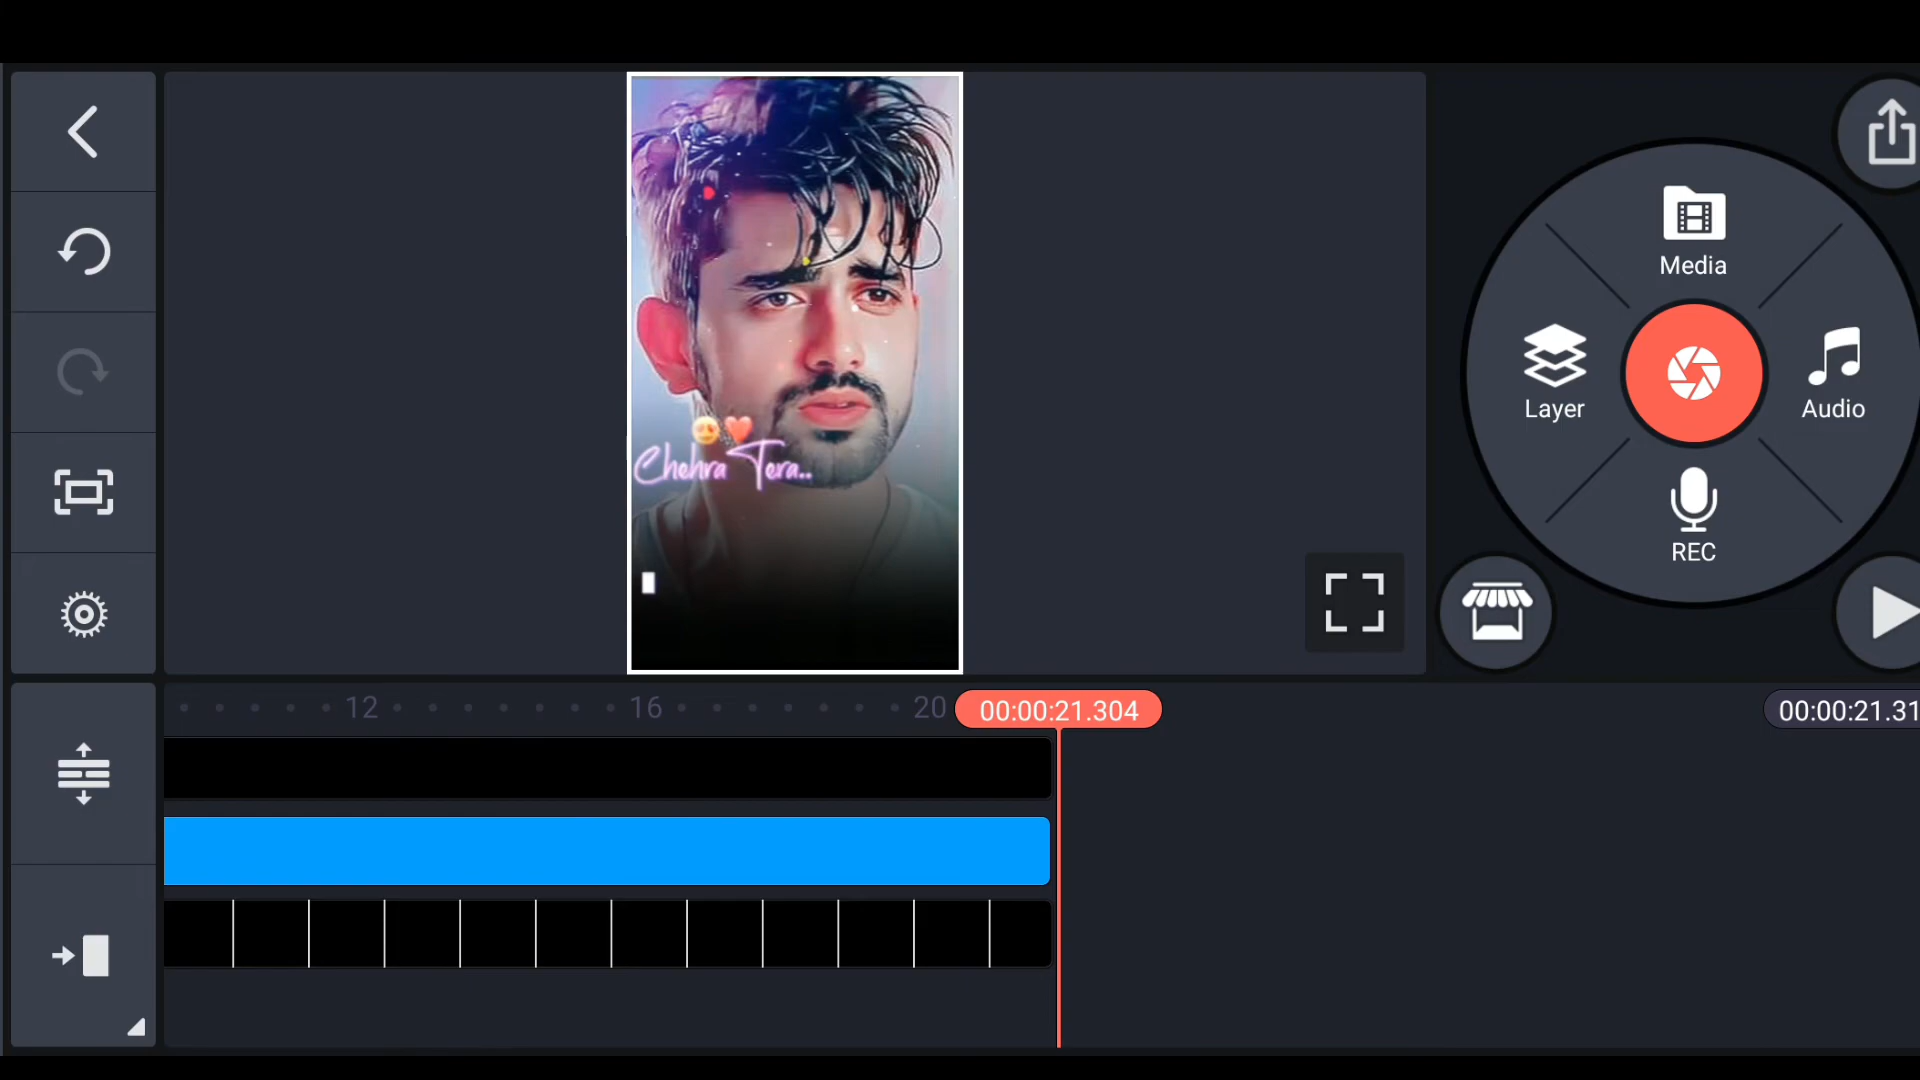 Media
Layer
Audio
REC
Chehra Tera..
12
16
20
00:00:21.304
00:00:21.31